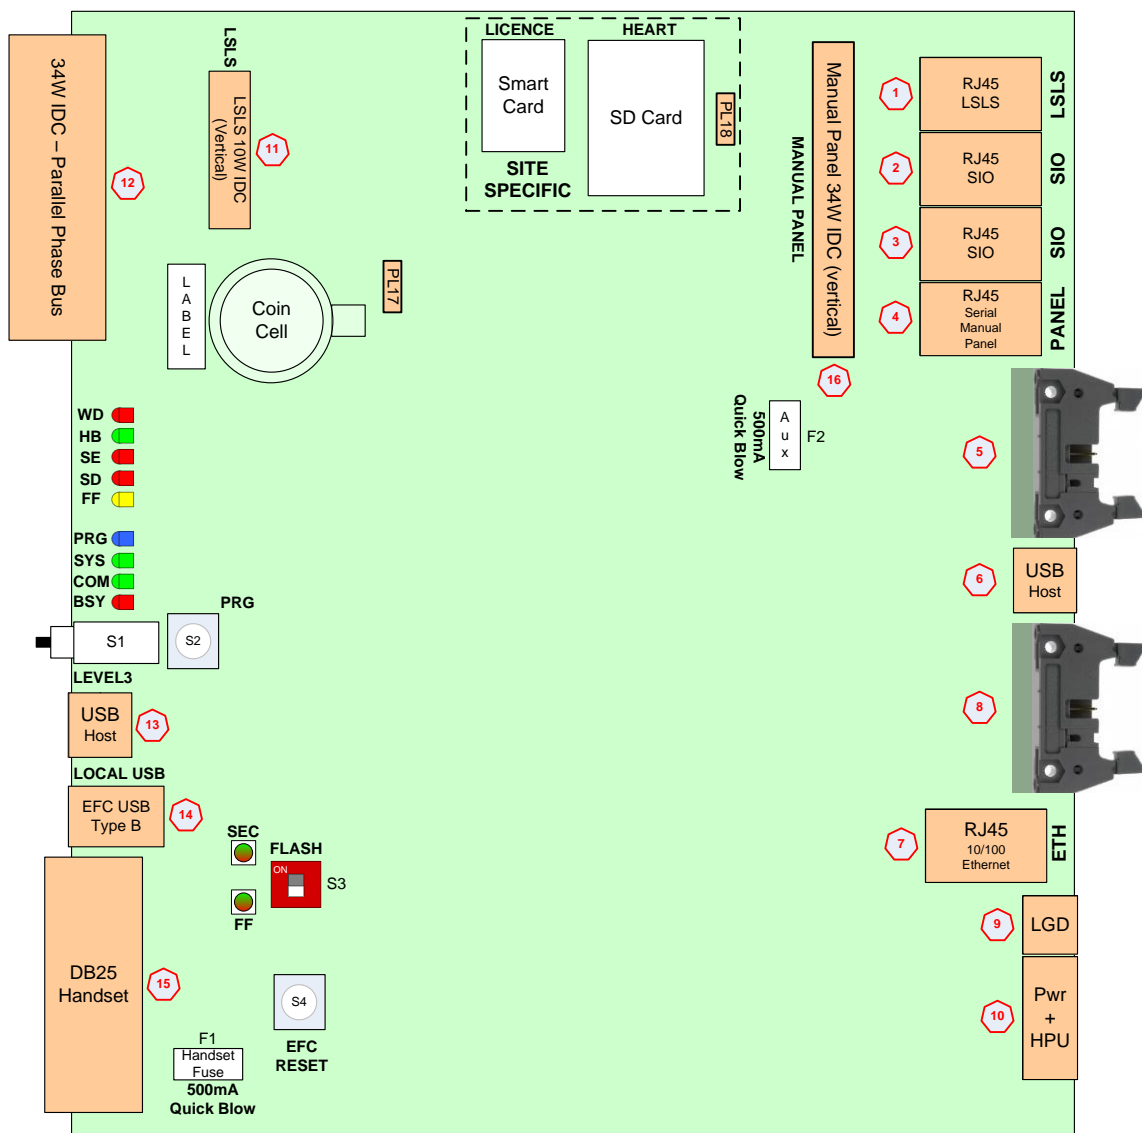 LICENCE
HEART
Smart
Card
SD Card
PL18
SITE
SPECIFIC
34W IDC – Parallel Phase Bus
12
LSLS
LSLS 10W IDC
(Vertical)
11
Manual Panel 34W IDC (vertical)
MANUAL PANEL
16
1
RJ45
LSLS
LSLS
2
RJ45
SIO
SIO
3
RJ45
SIO
SIO
4
RJ45
Serial
Manual
Panel
PANEL
L
A
B
E
L
Coin
Cell
PL17
500mA
Quick Blow
A
u
x
F2
5
WD
HB
SE
SD
FF
PRG
SYS
COM
BSY
S1
S2
PRG
LEVEL3
6
USB
Host
8
USB
Host
13
LOCAL USB
EFC USB
Type B
14
SEC
FLASH
ON
S3
FF
7
RJ45
10/100
Ethernet
ETH
9
LGD
10
Pwr
+
HPU
DB25
Handset
15
S4
EFC
RESET
F1
Handset
Fuse
500mA
Quick Blow